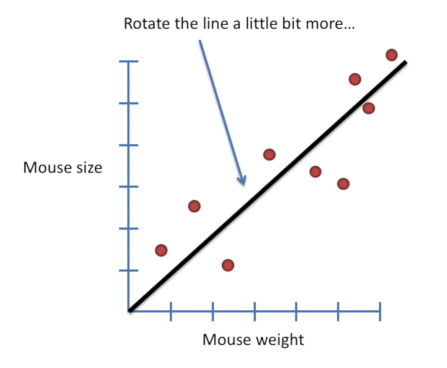 Rotate the line a little bit more…
Mouse size
Mouse weight